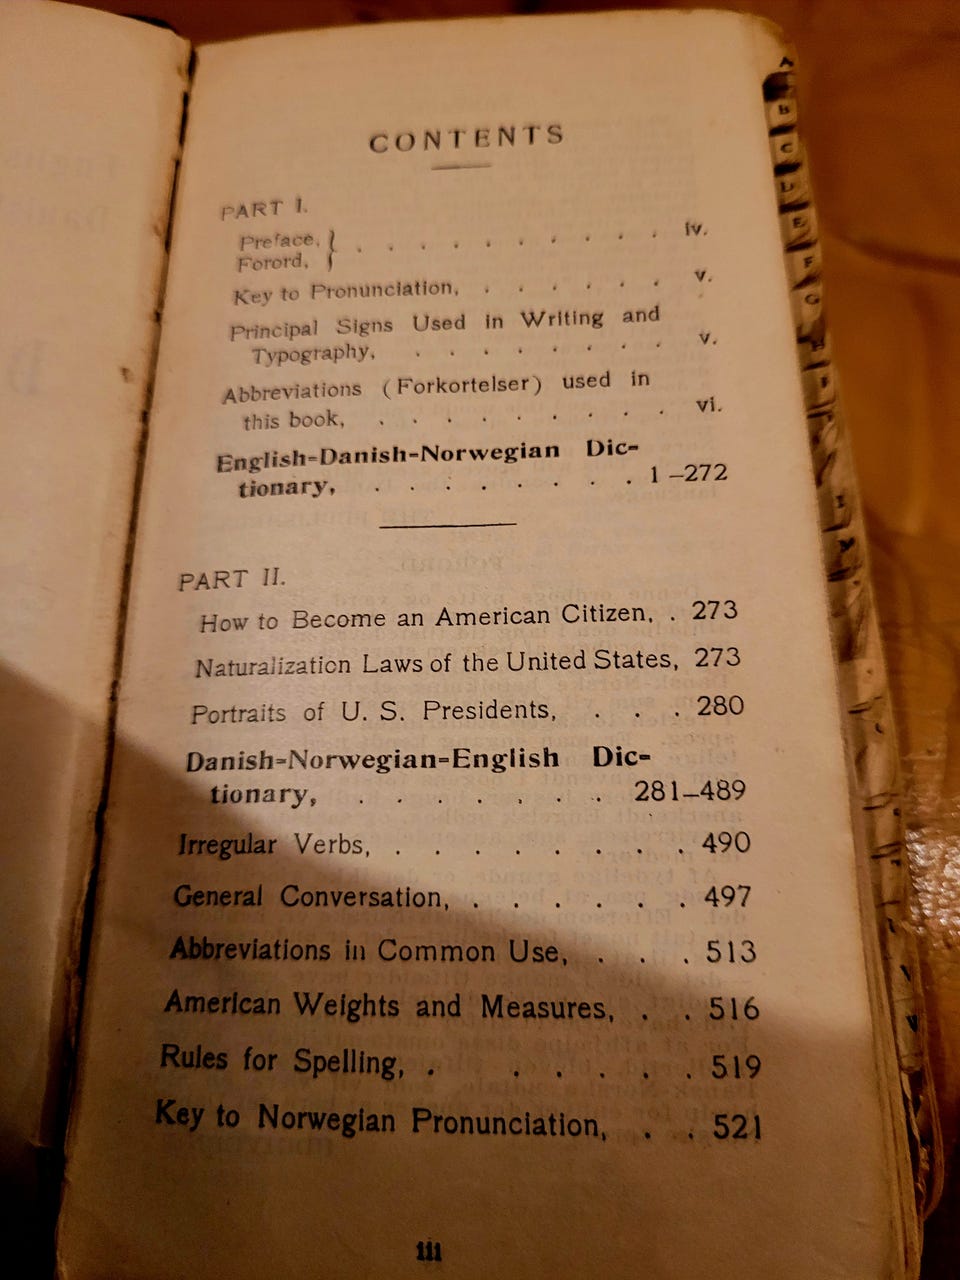 CONTENTS
PART I.
Preface, } . . . . . . . . . . iv.
Forord,
Key to Pronunciation, . . . . . . v.
Principal Signs Used in Writing and
Typography, . . . . . . . . v.
Abbreviations (Forkortelser) used in
this book, . . . . . . . . . vi.
English=Danish=Norwegian Dic=
tionary, . . . . . . . . 1–272
PART II.
How to Become an American Citizen, . 273
Naturalization Laws of the United States, 273
Portraits of U. S. Presidents, . . . 280
Danish=Norwegian=English Dic=
tionary, . . . . . . . 281–489
Irregular Verbs, . . . . . . . . 490
General Conversation, . . . . . . 497
Abbreviations in Common Use, . . . 513
American Weights and Measures, . . 516
Rules for Spelling, . . . . . . 519
Key to Norwegian Pronunciation, . . 521
iii
A
B
C
D
E
F
G
H
I